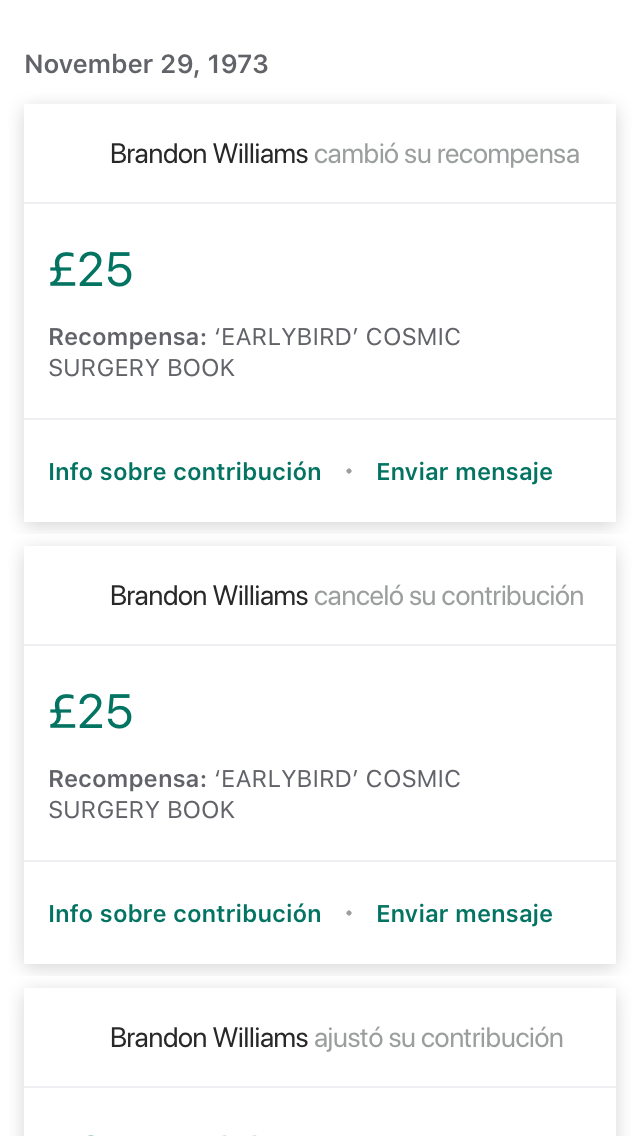 November 29, 1973
Brandon Williams cambió su recompensa
£25
Recompensa: ‘EARLYBIRD’ COSMIC
SURGERY BOOK
Info sobre contribución • Enviar mensaje
Brandon Williams canceló su contribución
£25
Recompensa: ‘EARLYBIRD’ COSMIC
SURGERY BOOK
Info sobre contribución • Enviar mensaje
Brandon Williams ajustó su contribución